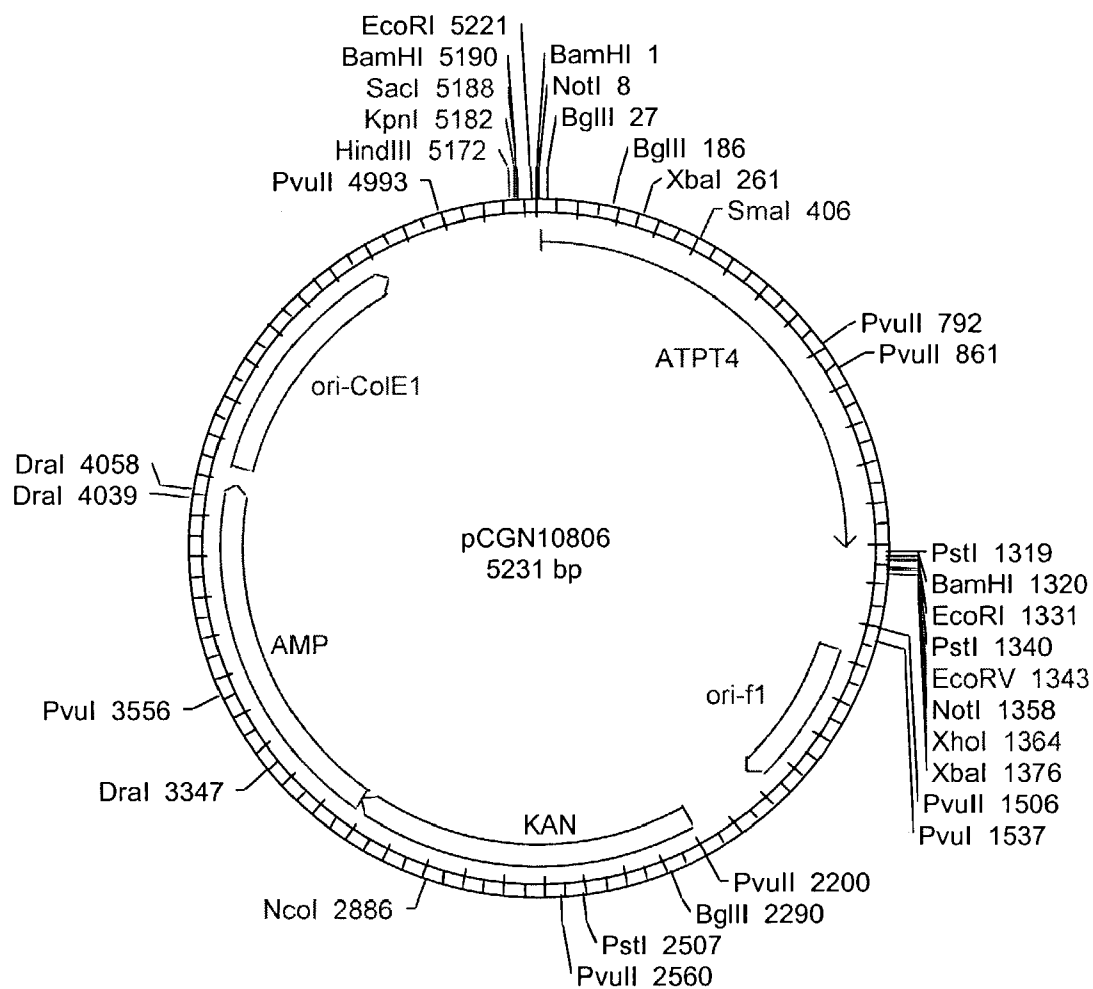 EcoRI 5221
BamHI 5190
SacI 5188
KpnI 5182
HindIII 5172
PvuII 4993
BamHI 1
NotI 8
BglII 27
BglII 186
XbaI 261
SmaI 406
PvuII 792
PvuII 861
ATPT4
ori-ColE1
DraI 4058
DraI 4039
pCGN10806
5231 bp
PstI 1319
BamHI 1320
EcoRI 1331
PstI 1340
EcoRV 1343
NotI 1358
XhoI 1364
XbaI 1376
PvuII 1506
PvuI 1537
AMP
ori-f1
PvuI 3556
DraI 3347
KAN
NcoI 2886
PvuII 2200
BglII 2290
PstI 2507
PvuII 2560